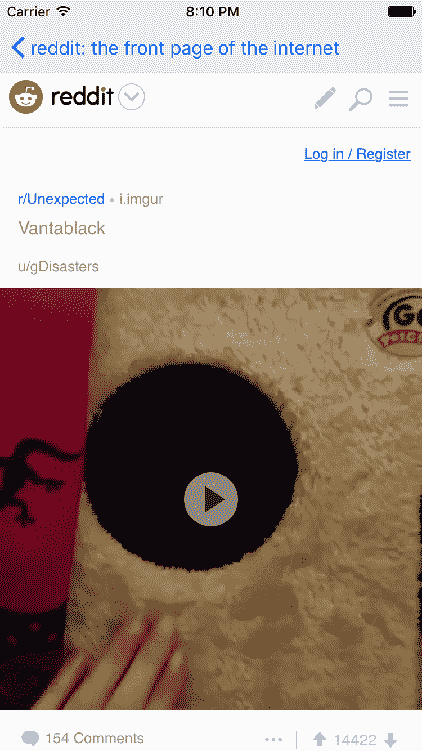 Carrier 8:10 PM
reddit: the front page of the internet
reddit
Log in / Register
r/Unexpected • i.imgur
Vantablack
u/gDisasters
154 Comments 14422